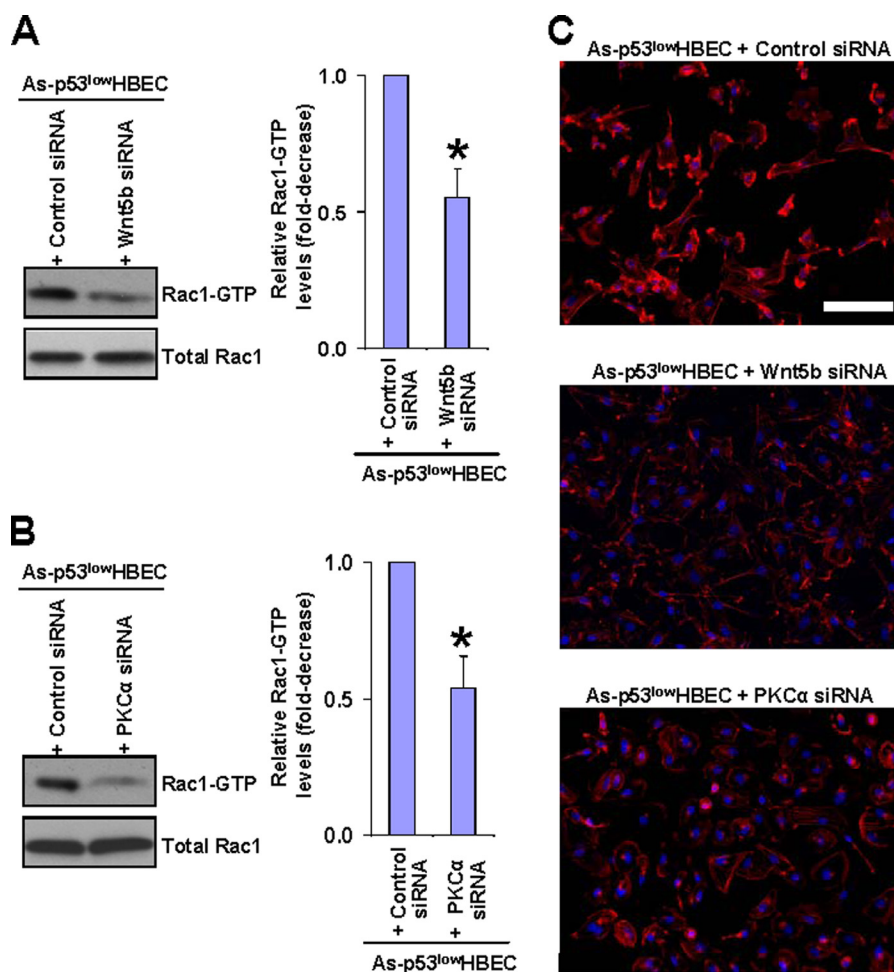 A
As-p53lowHBEC
+ Control siRNA
+ Wnt5b siRNA
Rac1-GTP
Total Rac1
Relative Rac1-GTP
levels (fold-decrease)
1.0
0.5
0.0
*
+ Control
siRNA
+ Wnt5b
siRNA
As-p53lowHBEC
B
As-p53lowHBEC
+ Control siRNA
+ PKCα siRNA
Rac1-GTP
Total Rac1
Relative Rac1-GTP
levels (fold-decrease)
1.0
0.5
0.0
*
+ Control
siRNA
+ PKCα
siRNA
As-p53lowHBEC
C
As-p53lowHBEC + Control siRNA
As-p53lowHBEC + Wnt5b siRNA
As-p53lowHBEC + PKCα siRNA